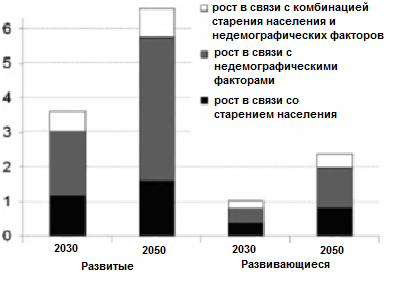 рост в связи с комбинацией
старения населения и
недемографических факторов
рост в связи с
недемографическими
факторами
рост в связи со
старением населения
6
5
4
3
2
1
0
2030
2050
2030
2050
Развитые
Развивающиеся